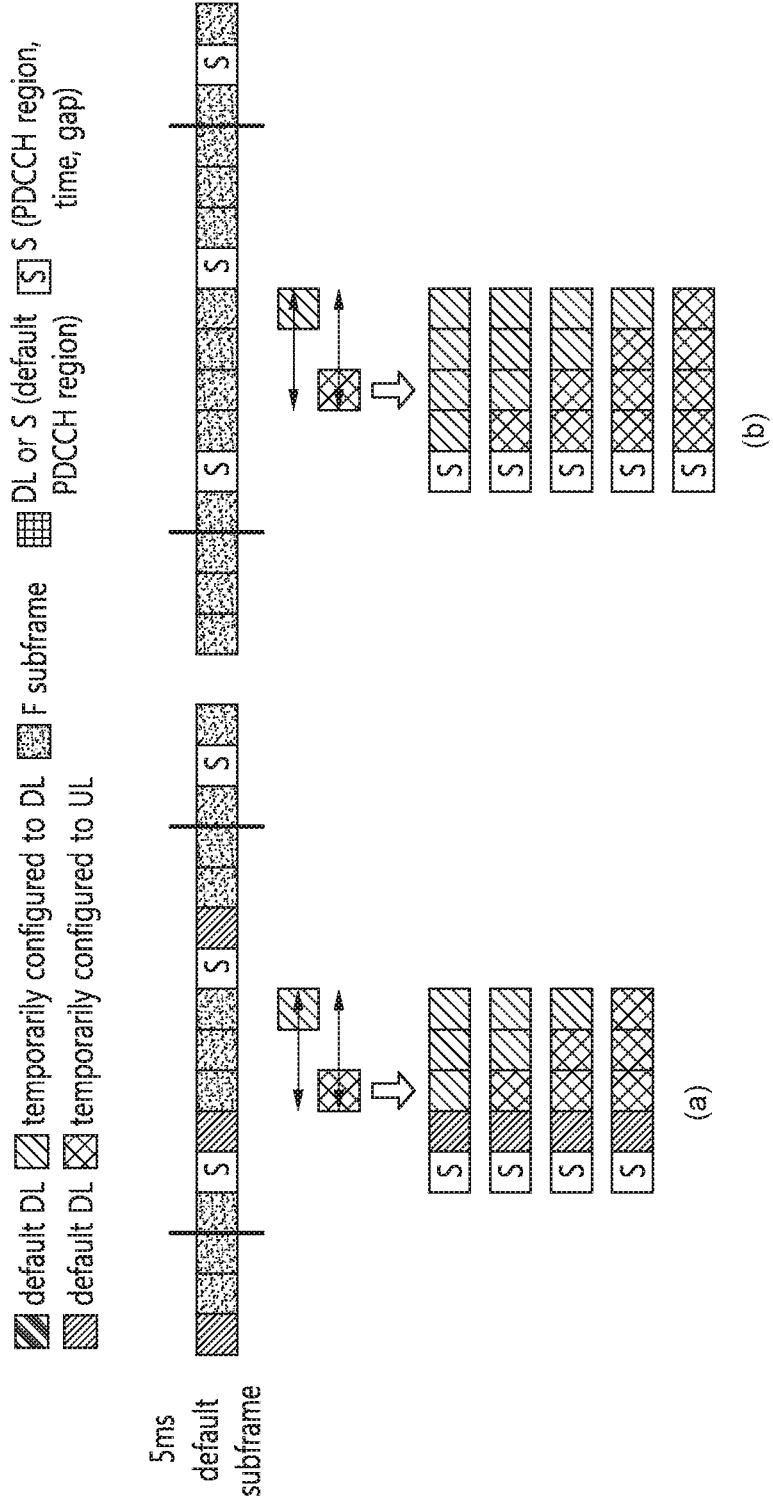 default DL
temporarily configured to DL
F subframe
DL or S (default
PDCCH region)
S
S (PDCCH region,
time, gap)
default DL
temporarily configured to UL
5ms
default
subframe
S
S
S
S
S
S
S
S
S
S
(a)
S
S
S
S
S
(b)